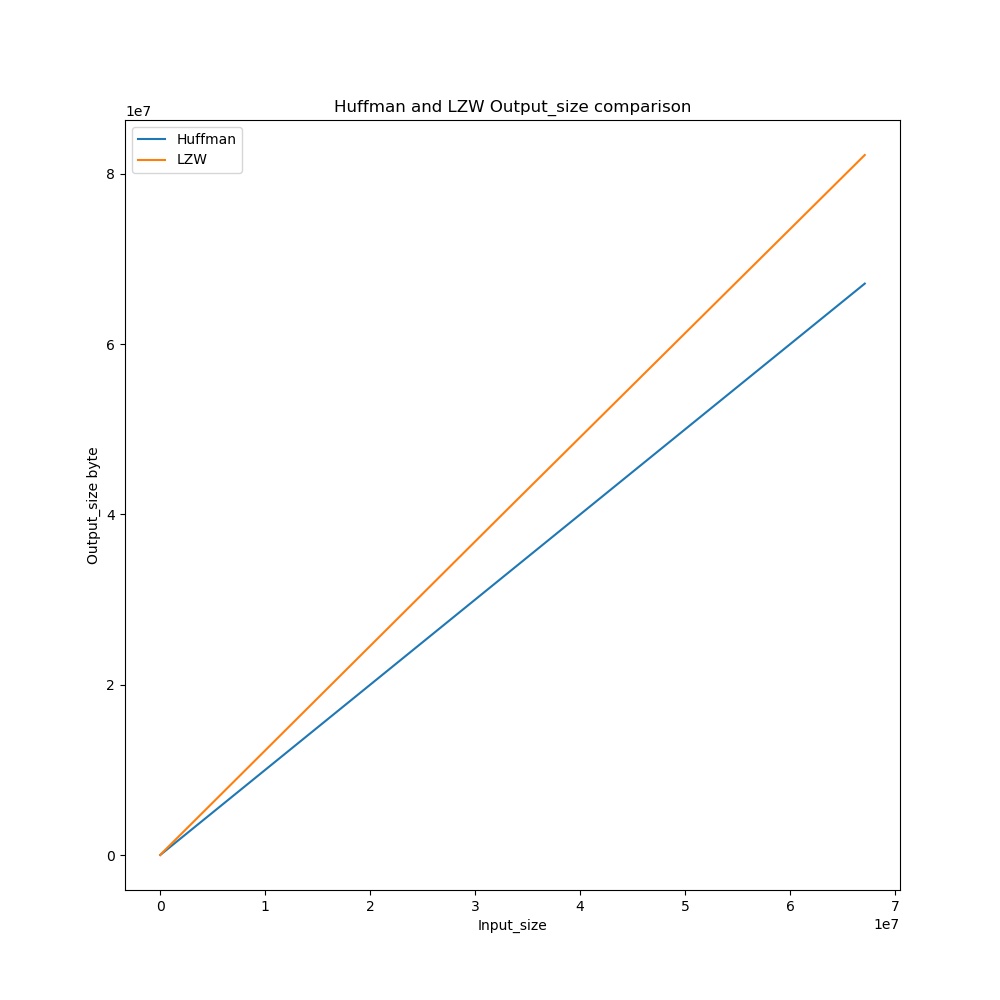 Huffman and LZW Output_size comparison
1e7
Huffman
LZW
8
6
4
2
0
Output_size byte
0 1 2 3 4 5 6 7
Input_size
1e7